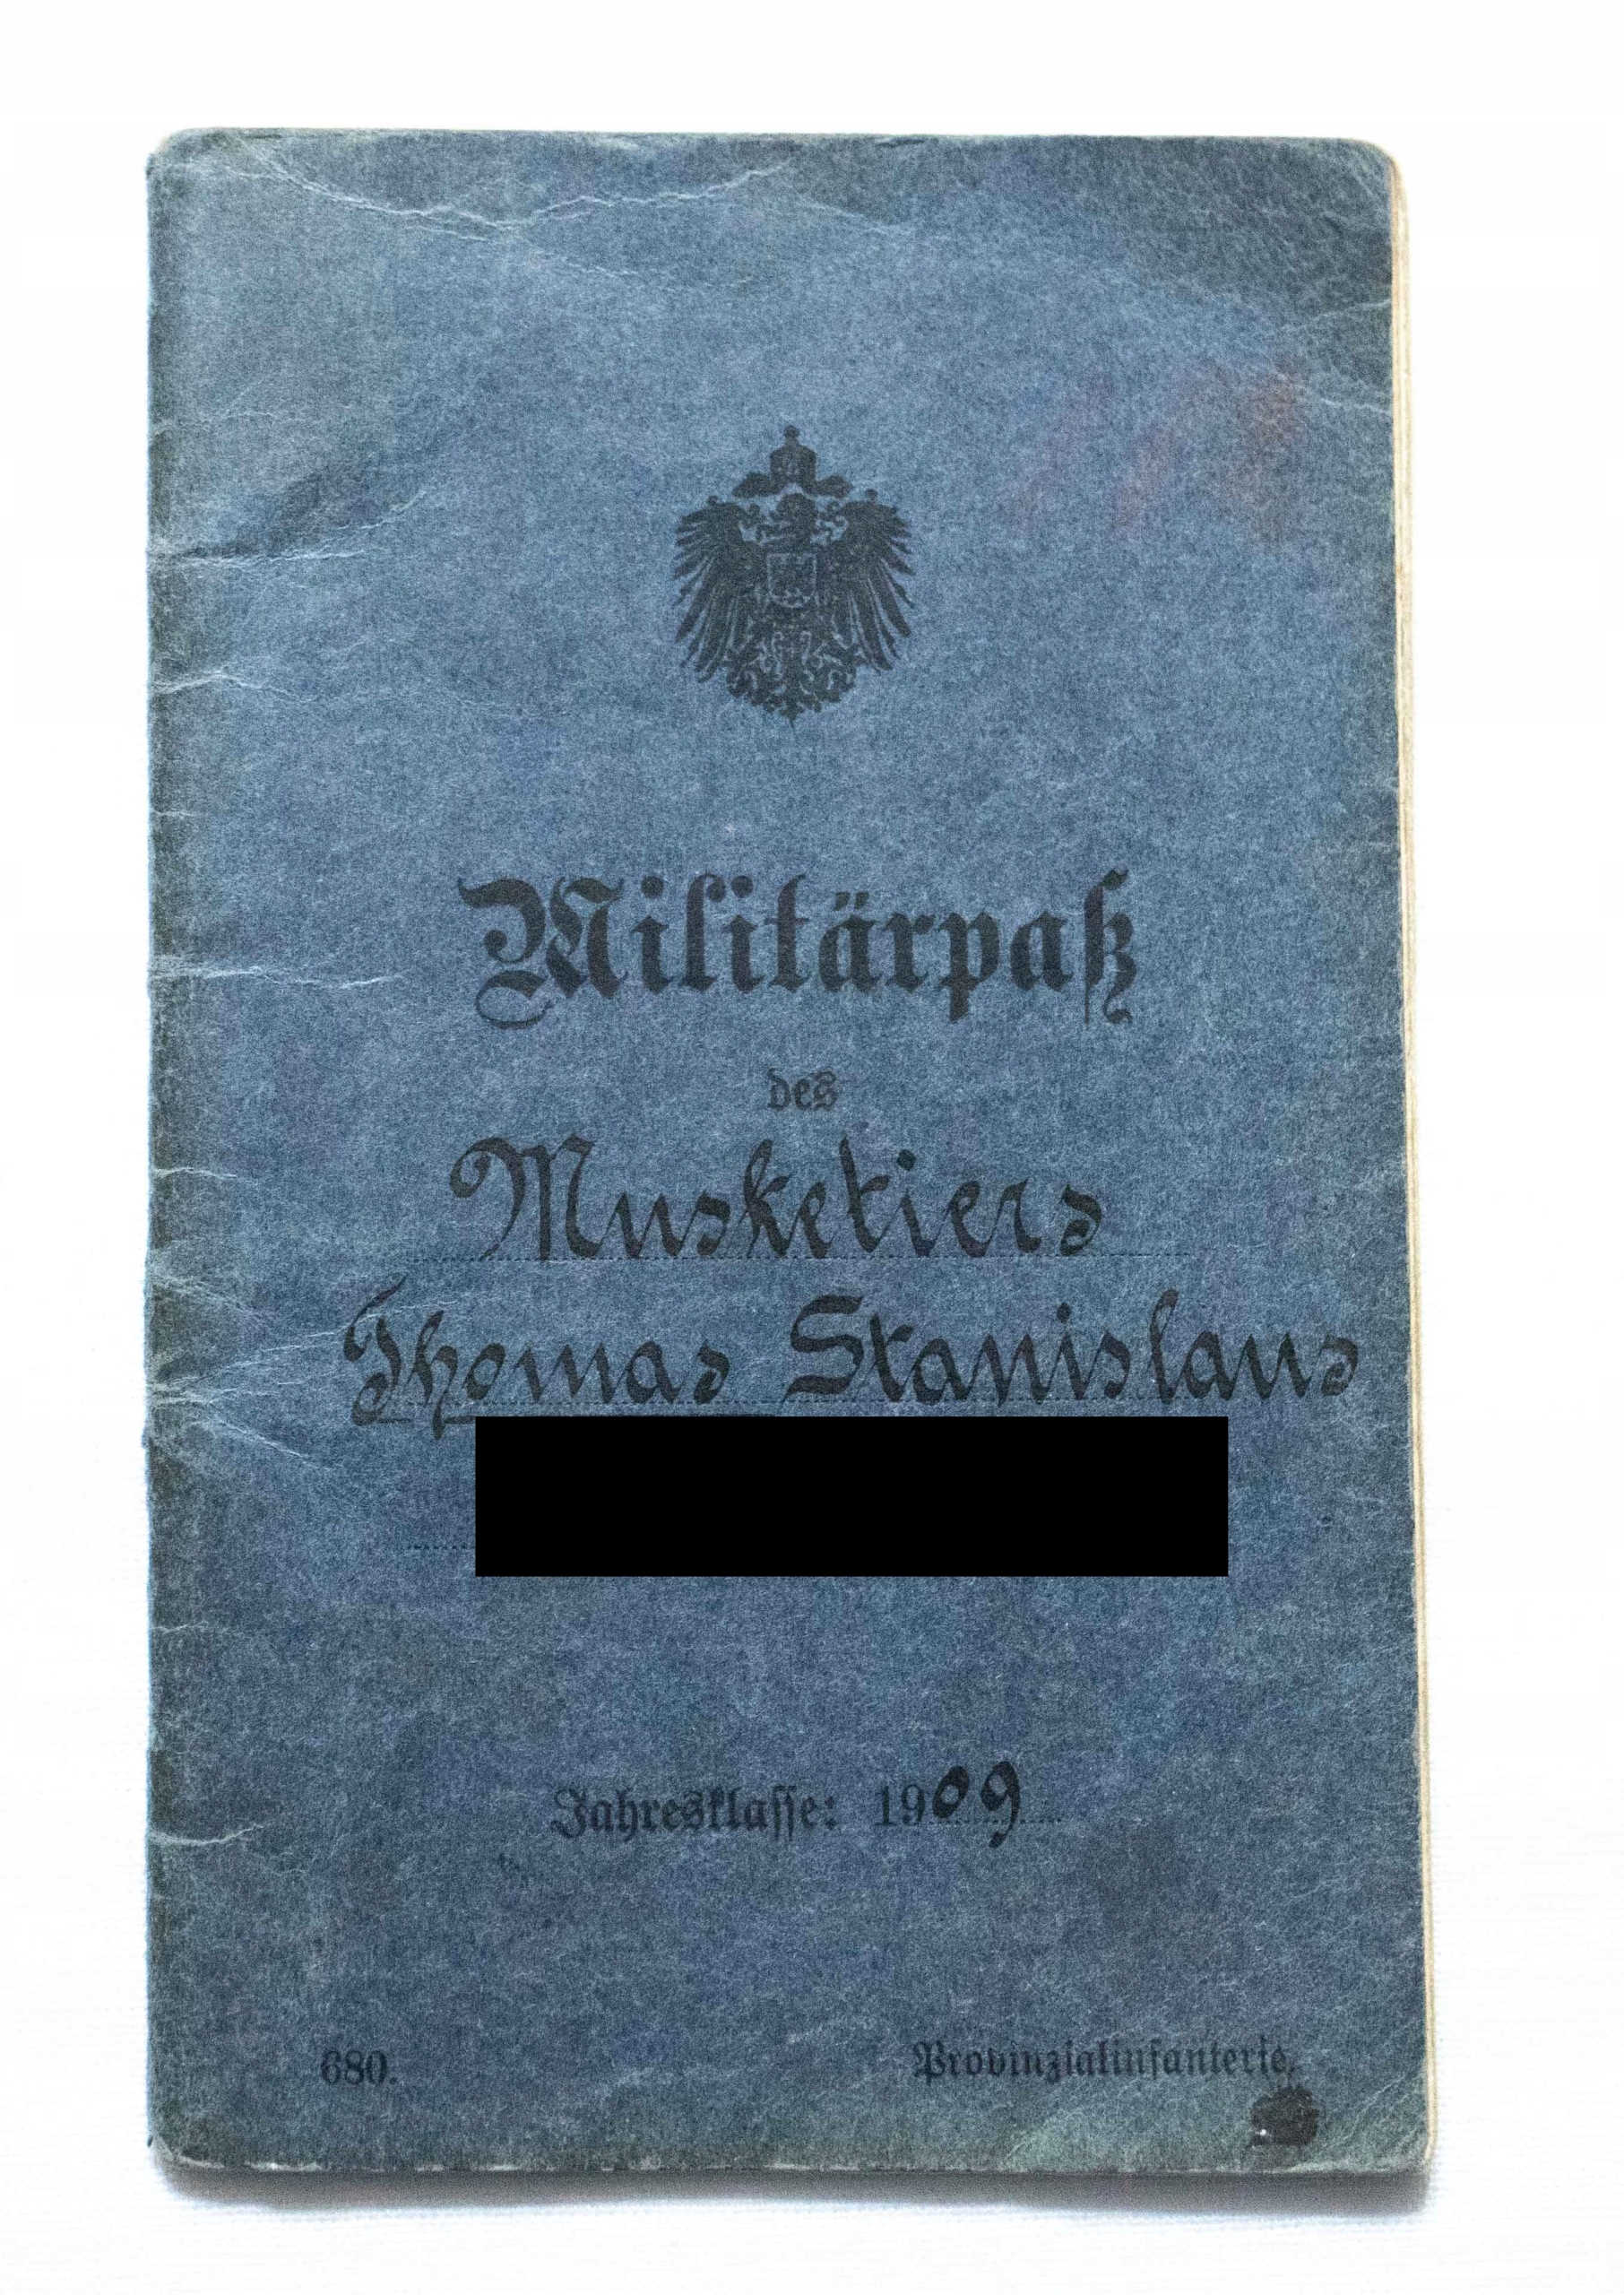 Militärpaß
des
Musketiers
Thomas Stanislaus
Jahresklasse: 1909
680. Provinzialinfanterie.